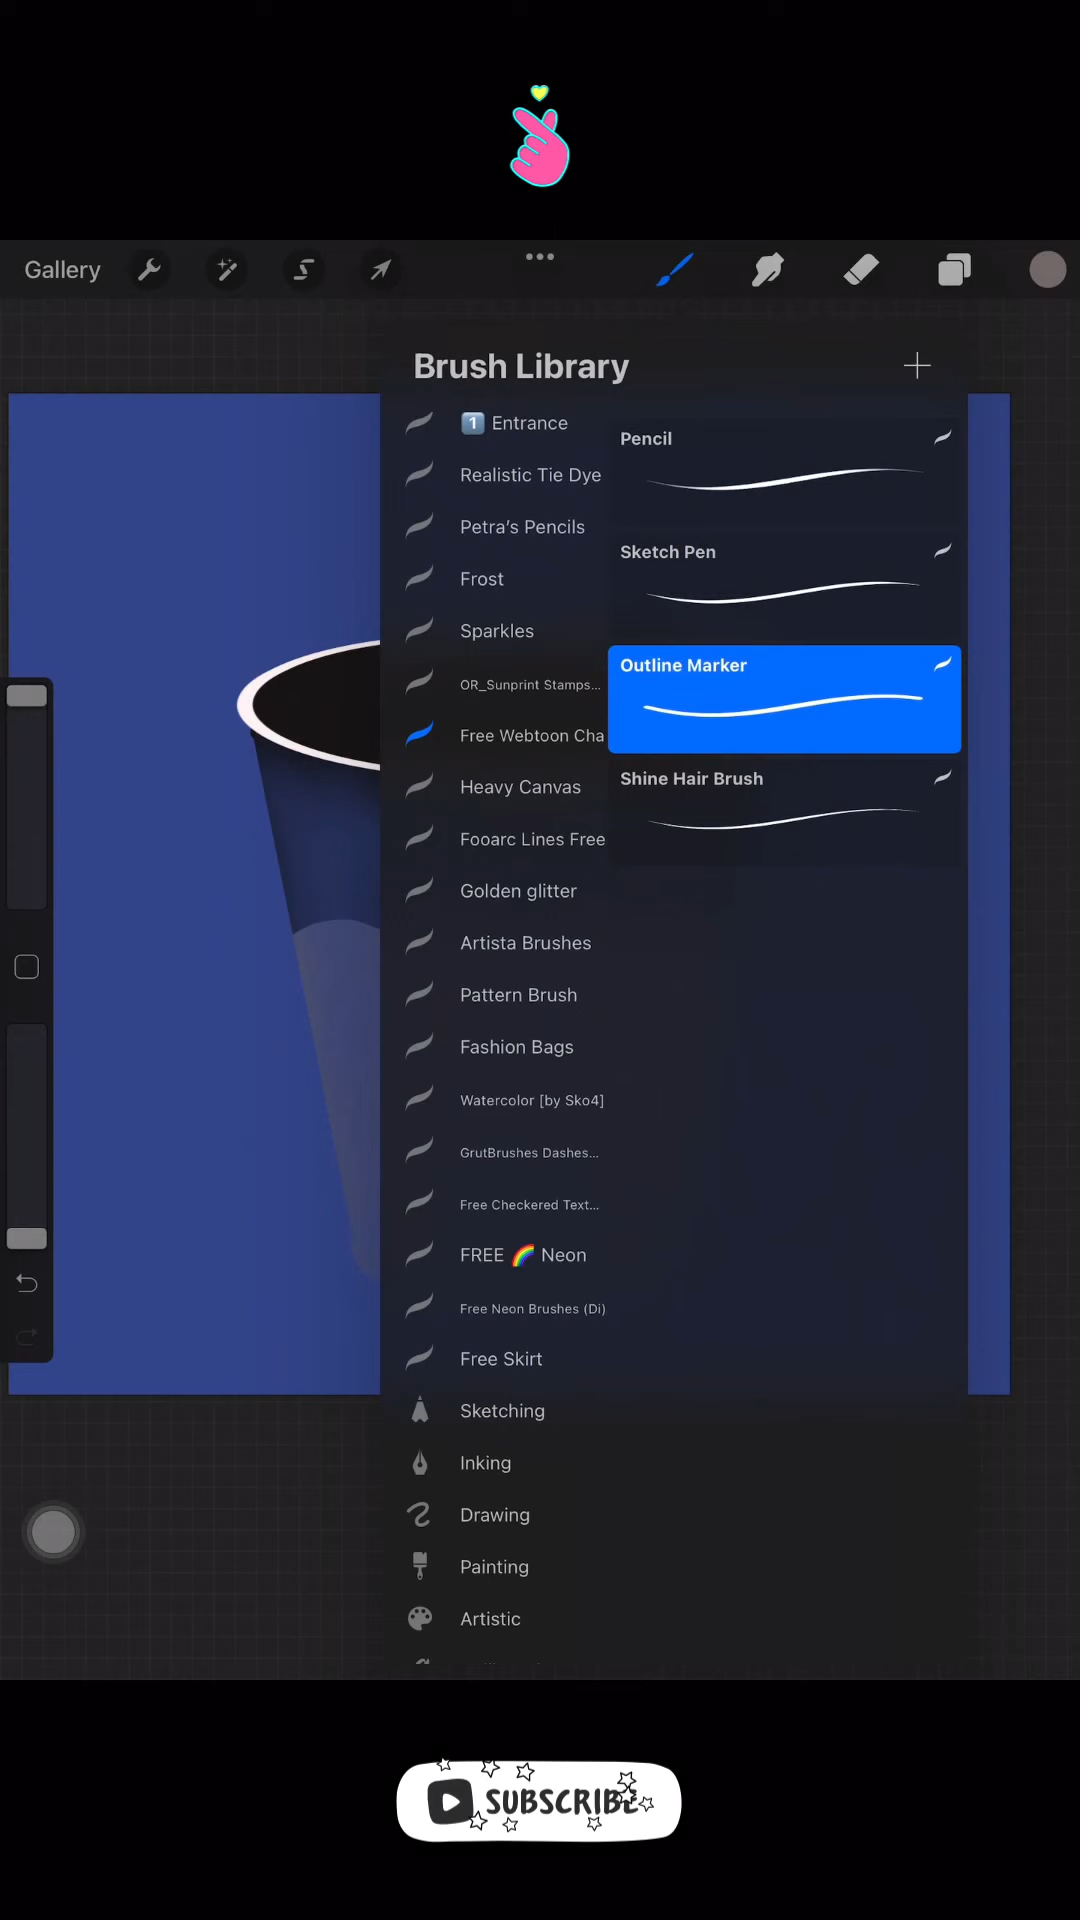 Gallery
Brush Library
1 Entrance
Realistic Tie Dye
Petra's Pencils
Frost
Sparkles
OR_Sunprint Stamps...
Free Webtoon Cha
Heavy Canvas
Fooarc Lines Free
Golden glitter
Artista Brushes
Pattern Brush
Fashion Bags
Watercolor [by Sko4]
GrutBrushes Dashes...
Free Checkered Text...
FREE 🌈 Neon
Free Neon Brushes (Di)
Free Skirt
Sketching
Inking
Drawing
Painting
Artistic
Pencil
Sketch Pen
Outline Marker
Shine Hair Brush
SUBSCRIBE